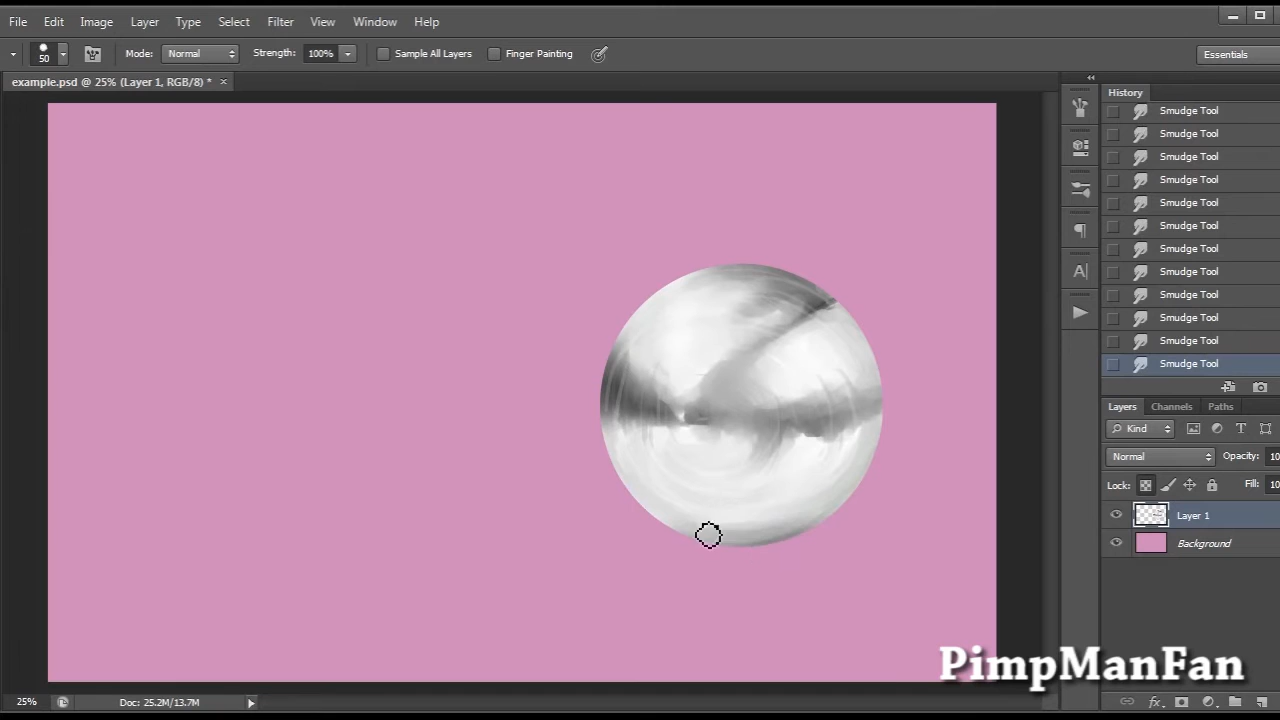 File Edit Image Layer Type Select Filter View Window Help
50 Mode: Normal Strength: 100% Sample All Layers Finger Painting Essentials
example.psd @ 25% (Layer 1, RGB/8) * ×
History
Smudge Tool
Smudge Tool
Smudge Tool
Smudge Tool
Smudge Tool
Smudge Tool
Smudge Tool
Smudge Tool
Smudge Tool
Smudge Tool
Smudge Tool
Smudge Tool
Layers Channels Paths
Kind
Normal Opacity: 10
Lock: Fill: 10
Layer 1
Background
PimpManFan
25% Doc: 25.2M/13.7M